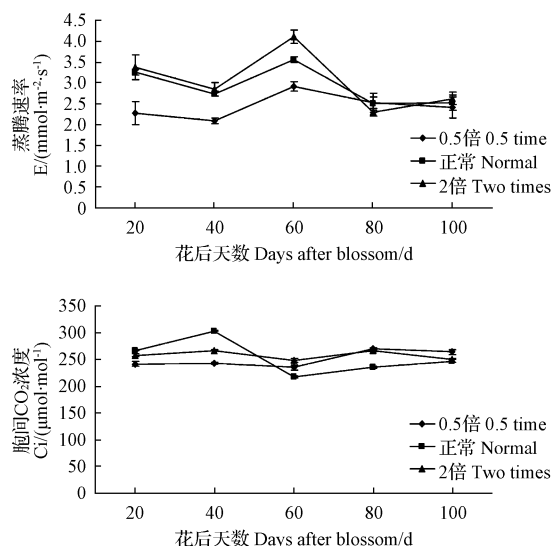 4.5
4.0
3.5
3.0
2.5
2.0
1.5
1.0
0.5
0
蒸腾速率
E/(mmol·m⁻²·s⁻¹)
0.5倍 0.5 time
正常 Normal
2倍 Two times
20 40 60 80 100
花后天数 Days after blossom/d
350
300
250
200
150
100
50
0
胞间CO₂浓度
Ci/(μmol·mol⁻¹)
0.5倍 0.5 time
正常 Normal
2倍 Two times
20 40 60 80 100
花后天数 Days after blossom/d